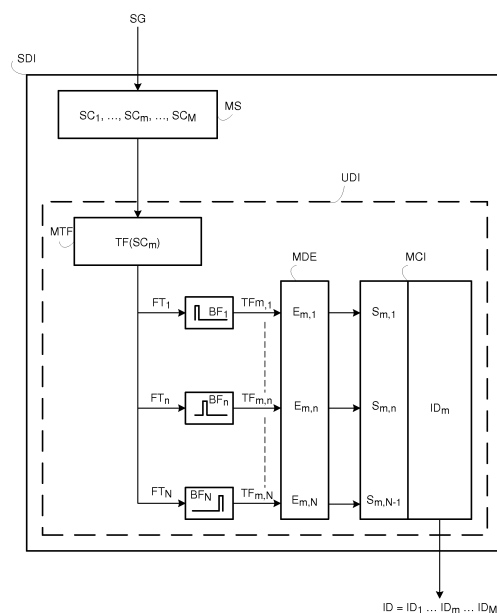 SG
SDI
SC1, ..., SCm, ..., SCM
MS
UDI
MTF
TF(SCm)
MDE
MCI
FT1
BF1
TFm,1
Em,1
Sm,1
FTn
BFn
TFm,n
Em,n
Sm,n
IDm
FTN
BFN
TFm,N
Em,N
Sm,N-1
ID = ID1 ... IDm ... IDM